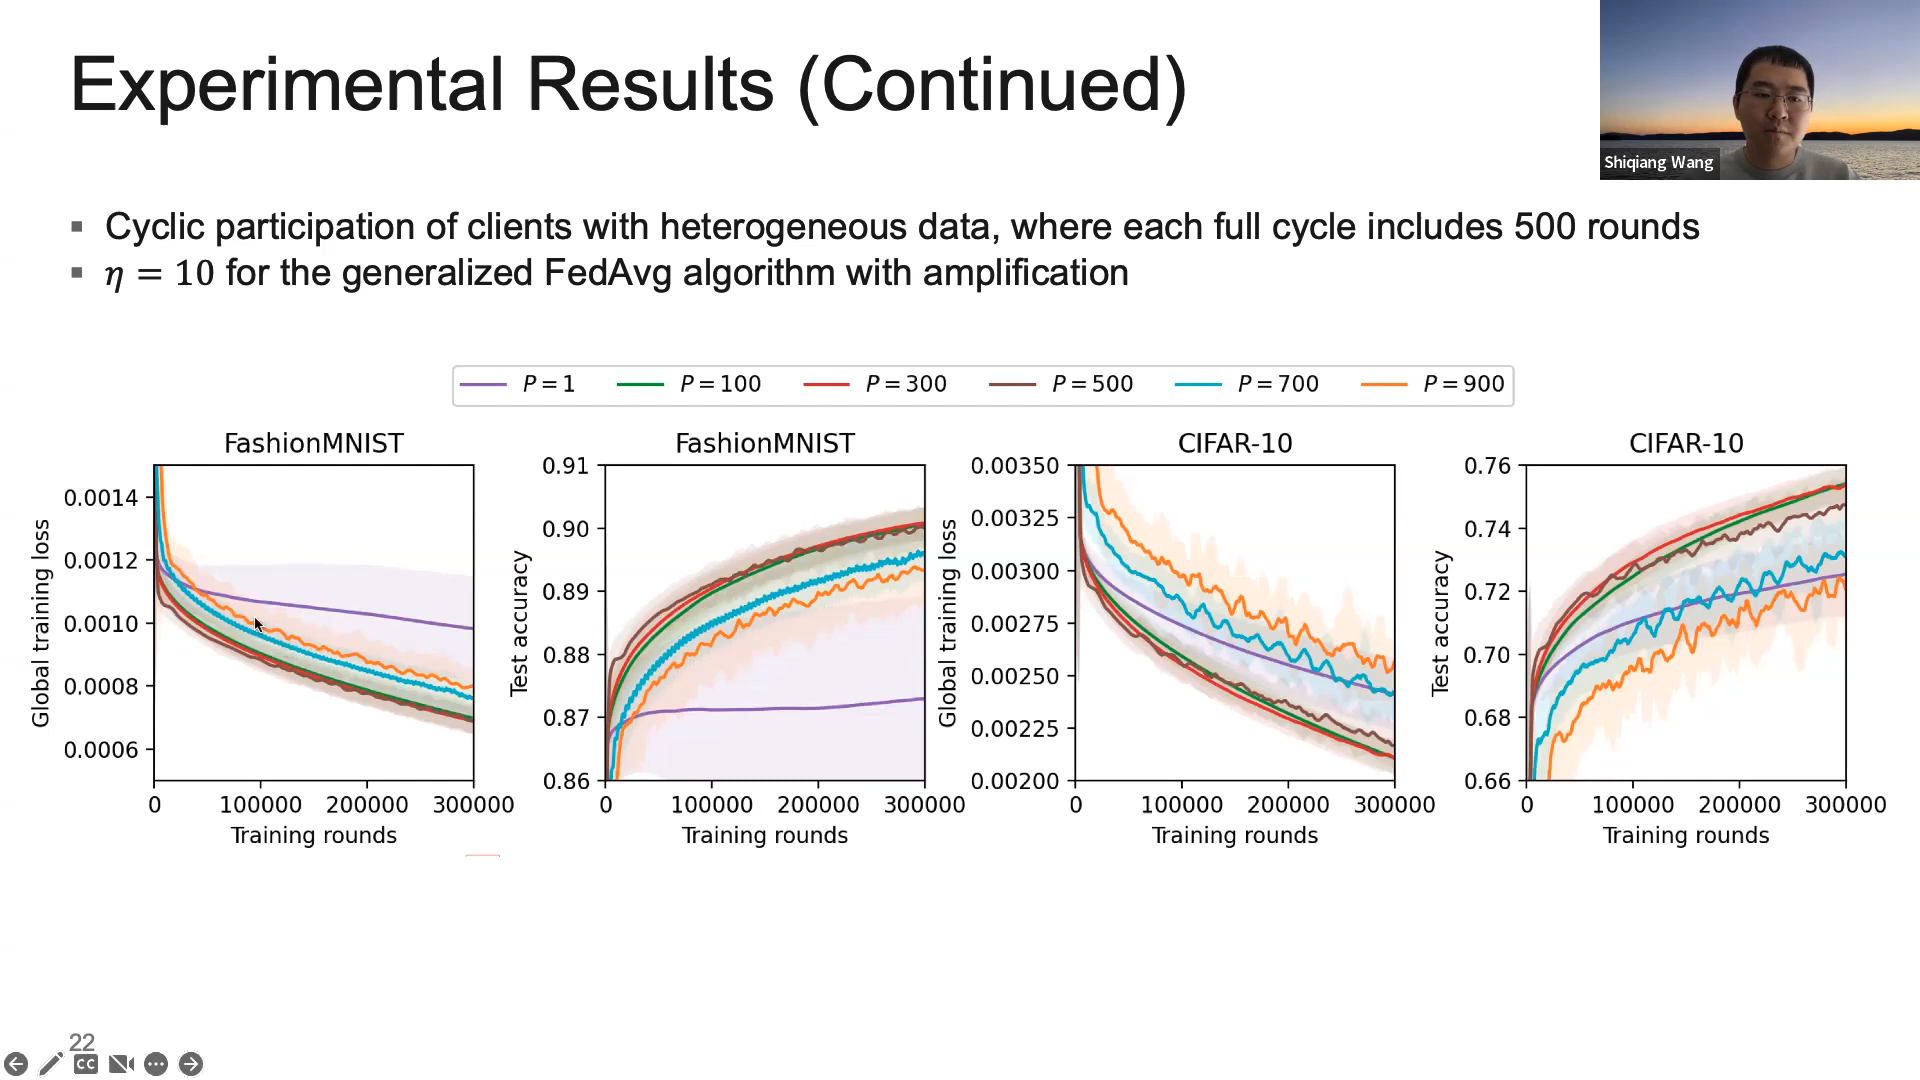 Experimental Results (Continued)
Shiqiang Wang
▪ Cyclic participation of clients with heterogeneous data, where each full cycle includes 500 rounds
▪ η = 10 for the generalized FedAvg algorithm with amplification
P = 1 P = 100 P = 300 P = 500 P = 700 P = 900
FashionMNIST
Global training loss
0.0014
0.0012
0.0010
0.0008
0.0006
0 100000 200000 300000
Training rounds
FashionMNIST
Test accuracy
0.91
0.90
0.89
0.88
0.87
0.86
0 100000 200000 300000
Training rounds
CIFAR-10
Global training loss
0.00350
0.00325
0.00300
0.00275
0.00250
0.00225
0.00200
0 100000 200000 300000
Training rounds
CIFAR-10
Test accuracy
0.76
0.74
0.72
0.70
0.68
0.66
0 100000 200000 300000
Training rounds
22
CC